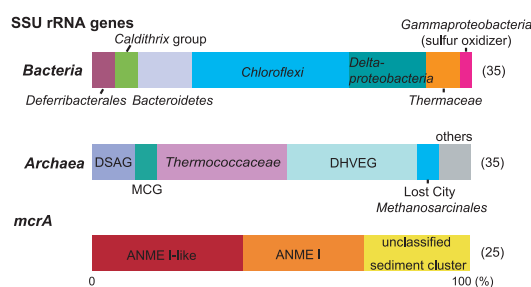 SSU rRNA genes
Gammaproteobacteria
(sulfur oxidizer)
Caldithrix group
Bacteria
Chloroflexi
Delta-
proteobacteria
(35)
Deferribacterales
Bacteroidetes
Thermaceae
others
Archaea
DSAG
Thermococcaceae
DHVEG
(35)
MCG
Lost City
Methanosarcinales
mcrA
ANME I-like
ANME I
unclassified
sediment cluster
(25)
0
100 (%)